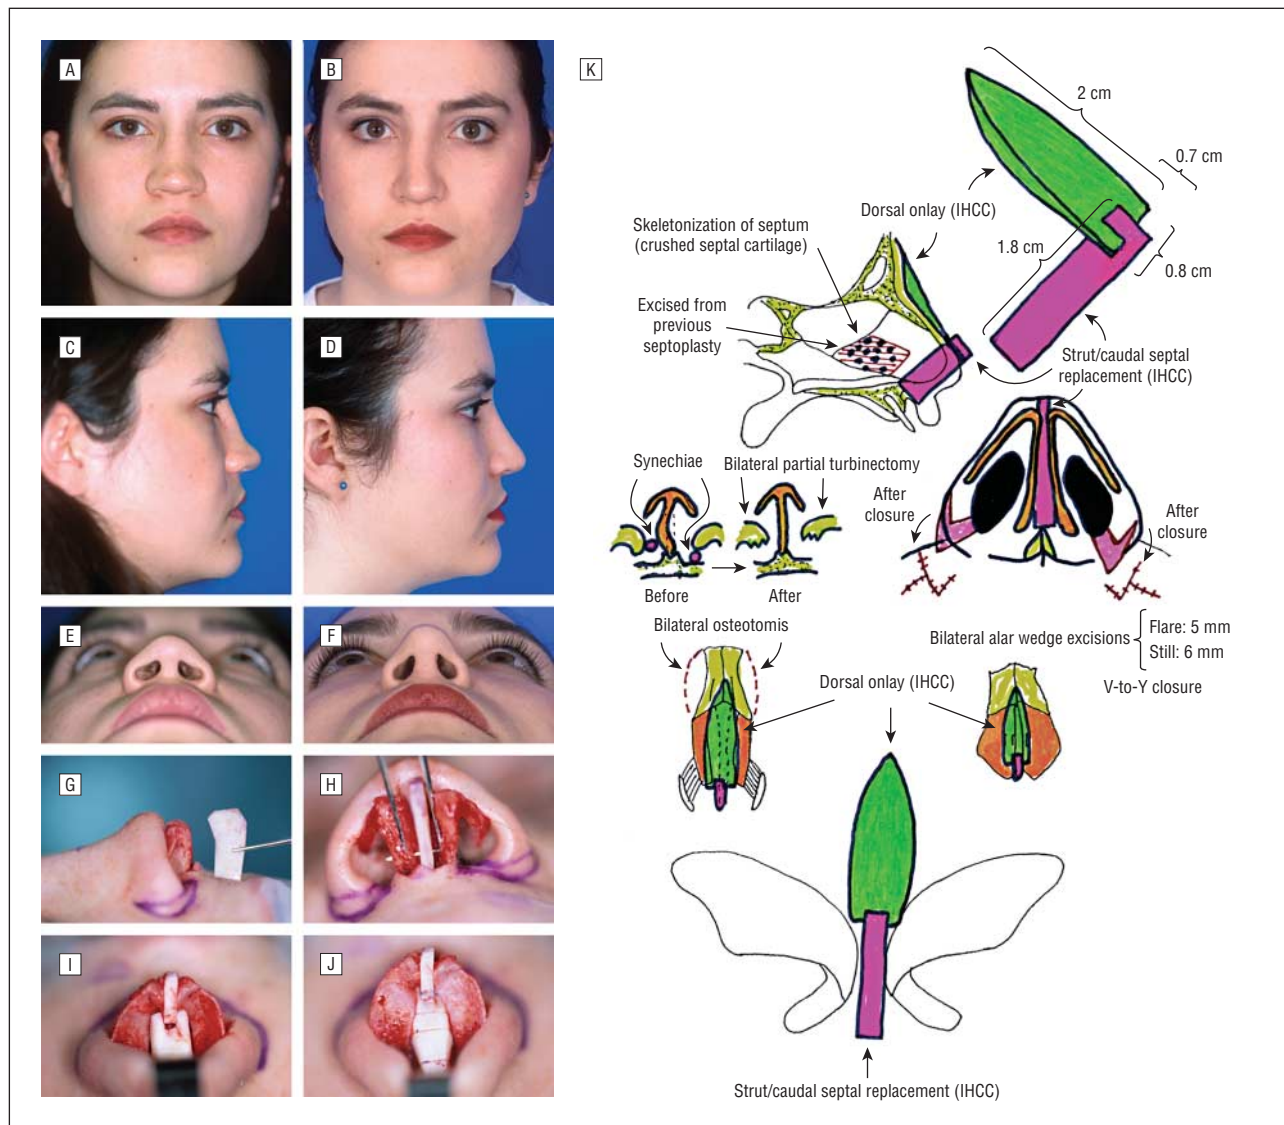 A
B
C
D
E
F
G
H
I
J
K
2 cm
0.7 cm
Dorsal onlay (IHCC)
1.8 cm
0.8 cm
Skeletonization of septum
(crushed septal cartilage)
Excised from
previous
septoplasty
Strut/caudal septal
replacement (IHCC)
Synechiae
Bilateral partial turbinectomy
After
closure
After
closure
Before
After
Bilateral osteotomis
Bilateral alar wedge excisions
Flare: 5 mm
Still: 6 mm
V-to-Y closure
Dorsal onlay (IHCC)
Strut/caudal septal replacement (IHCC)